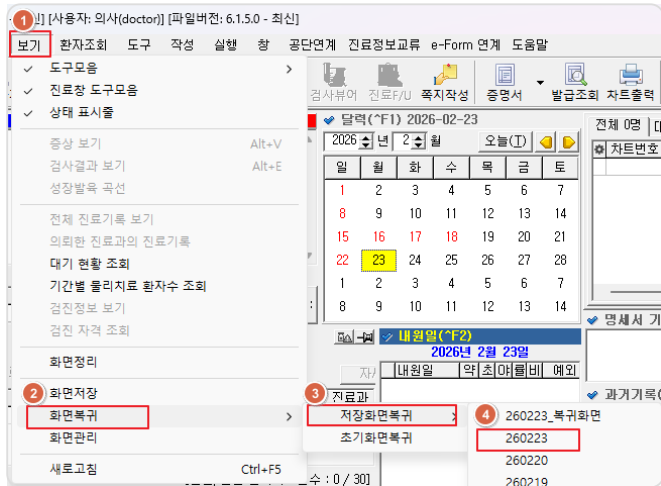 1 ] [사용자: 의사(doctor)] [파일버전: 6.1.5.0 - 최신]
보기 환자조회 도구 작성 실행 창 공단연계 진료정보교류 e-Form 연계 도움말
✓ 도구모음 >
✓ 진료창 도구모음
✓ 상태 표시줄
증상 보기 Alt+V
검사결과 보기 Alt+E
성장발육 곡선
전체 진료기록 보기
의뢰한 진료과의 진료기록
대기 현황 조회
기간별 물리치료 환자수 조회
검진정보 보기
검진 자격 조회
화면정리
2 화면저장
화면복귀 >
화면관리
새로고침 Ctrl+F5
검사뷰어 진료F/U 쪽지작성 증명서 발급조회 차트출력
달력(^F1) 2026-02-23
2026 년 2 월 오늘(T)
일 월 화 수 목 금 토
1 2 3 4 5 6 7
8 9 10 11 12 13 14
15 16 17 18 19 20 21
22 23 24 25 26 27 28
1 2 3 4 5 6 7
8 9 10 11 12 13 14
전체 0명
차트번호
명세서 기
내원일(^F2)
2026년 2월 23일
내원일 약 초 야 률 비 예외
진료과
과거기록(
3 저장화면복귀 >
초기화면복귀
4 260223_복귀화면
260223
260220
260219
수 : 0 / 30]